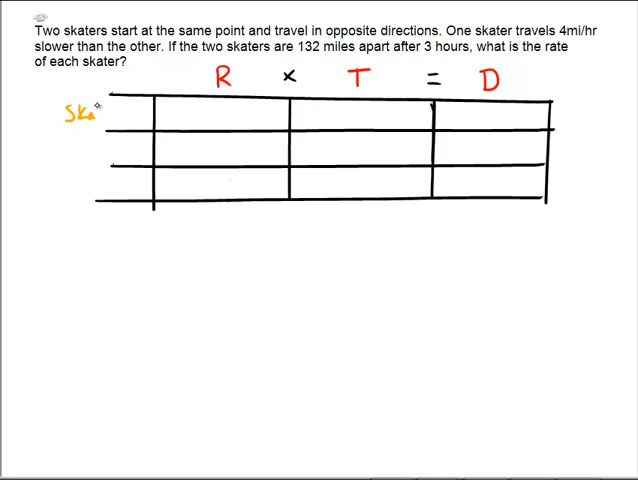 Two skaters start at the same point and travel in opposite directions. One skater travels 4mi/hr
slower than the other. If the two skaters are 132 miles apart after 3 hours, what is the rate
of each skater?
R × T = D
Ska